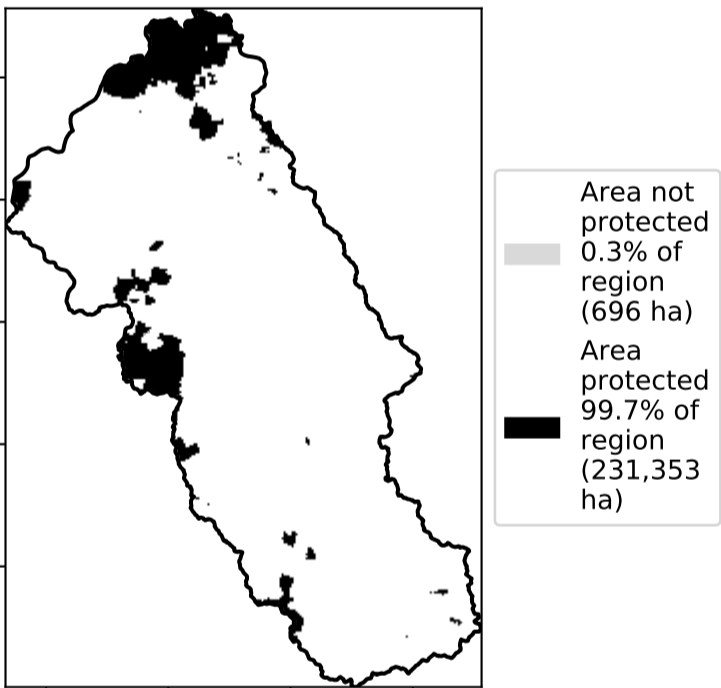 Area not
protected
0.3% of
region
(696 ha)
Area
protected
99.7% of
region
(231,353
ha)